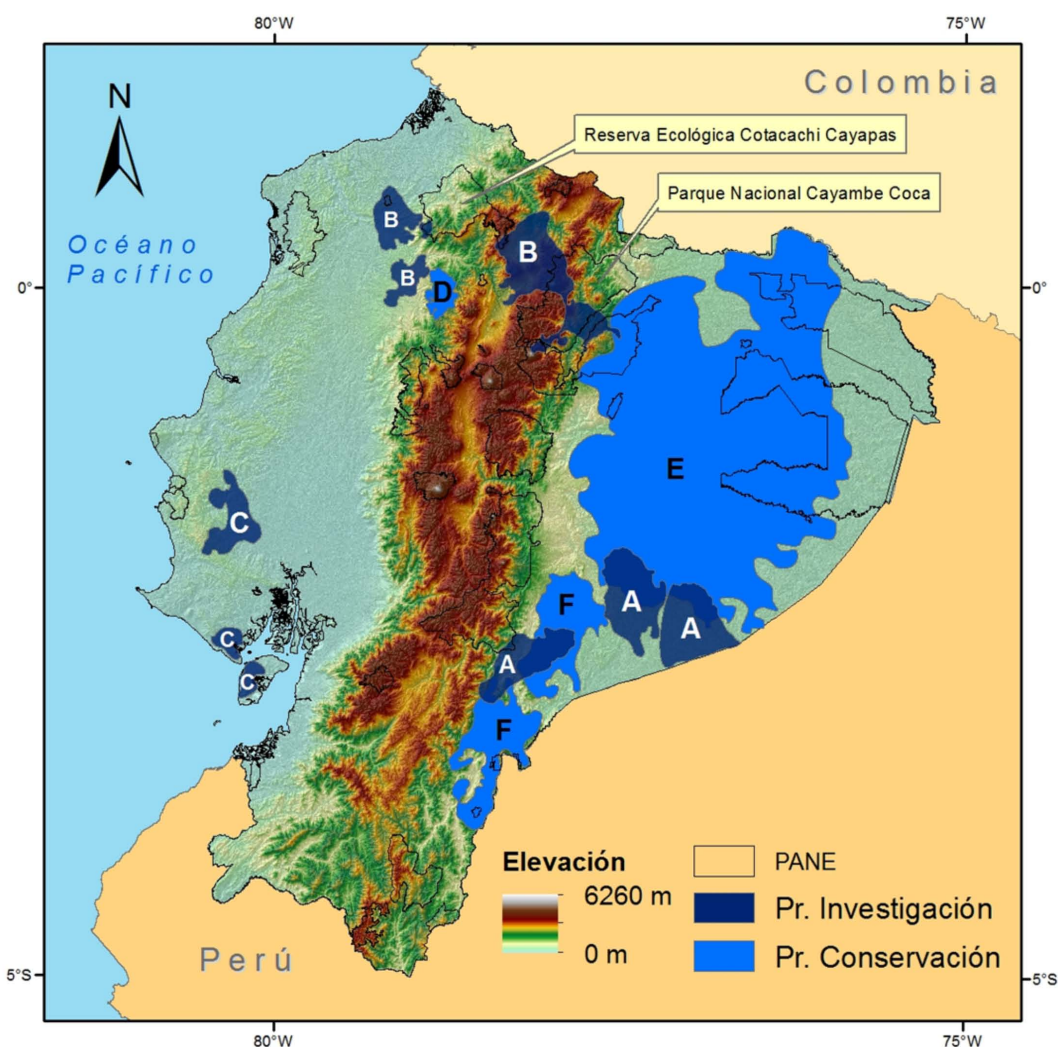 80°W
75°W
Colombia
N
Reserva Ecológica Cotacachi Cayapas
Parque Nacional Cayambe Coca
B
Océano
Pacífico
B
B
D
0°
0°
E
C
A
F
A
C
A
C
F
Elevación
6260 m
0 m
PANE
Pr. Investigación
Pr. Conservación
Perú
5°S
5°S
80°W
75°W